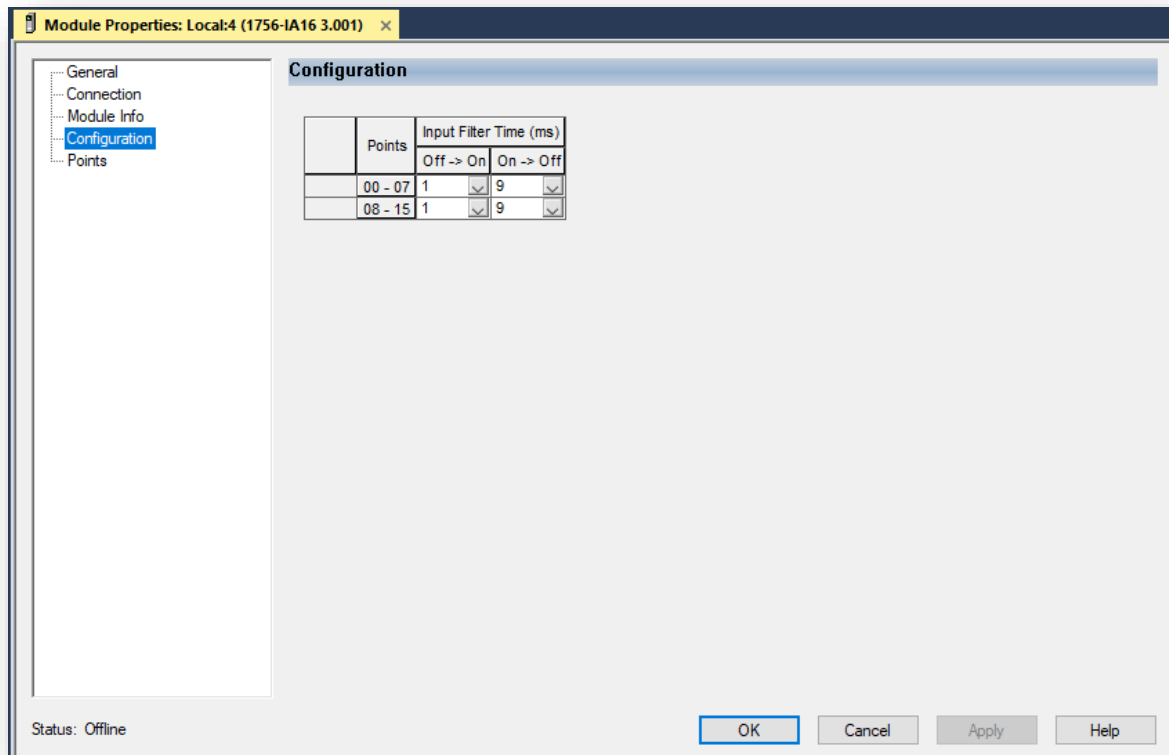 Module Properties: Local:4 (1756-IA16 3.001) ×
General
Connection
Module Info
Configuration
Points
Configuration
Points
Input Filter Time (ms)
Off -> On
On -> Off
00 - 07 1 9
08 - 15 1 9
Status: Offline
OK Cancel Apply Help